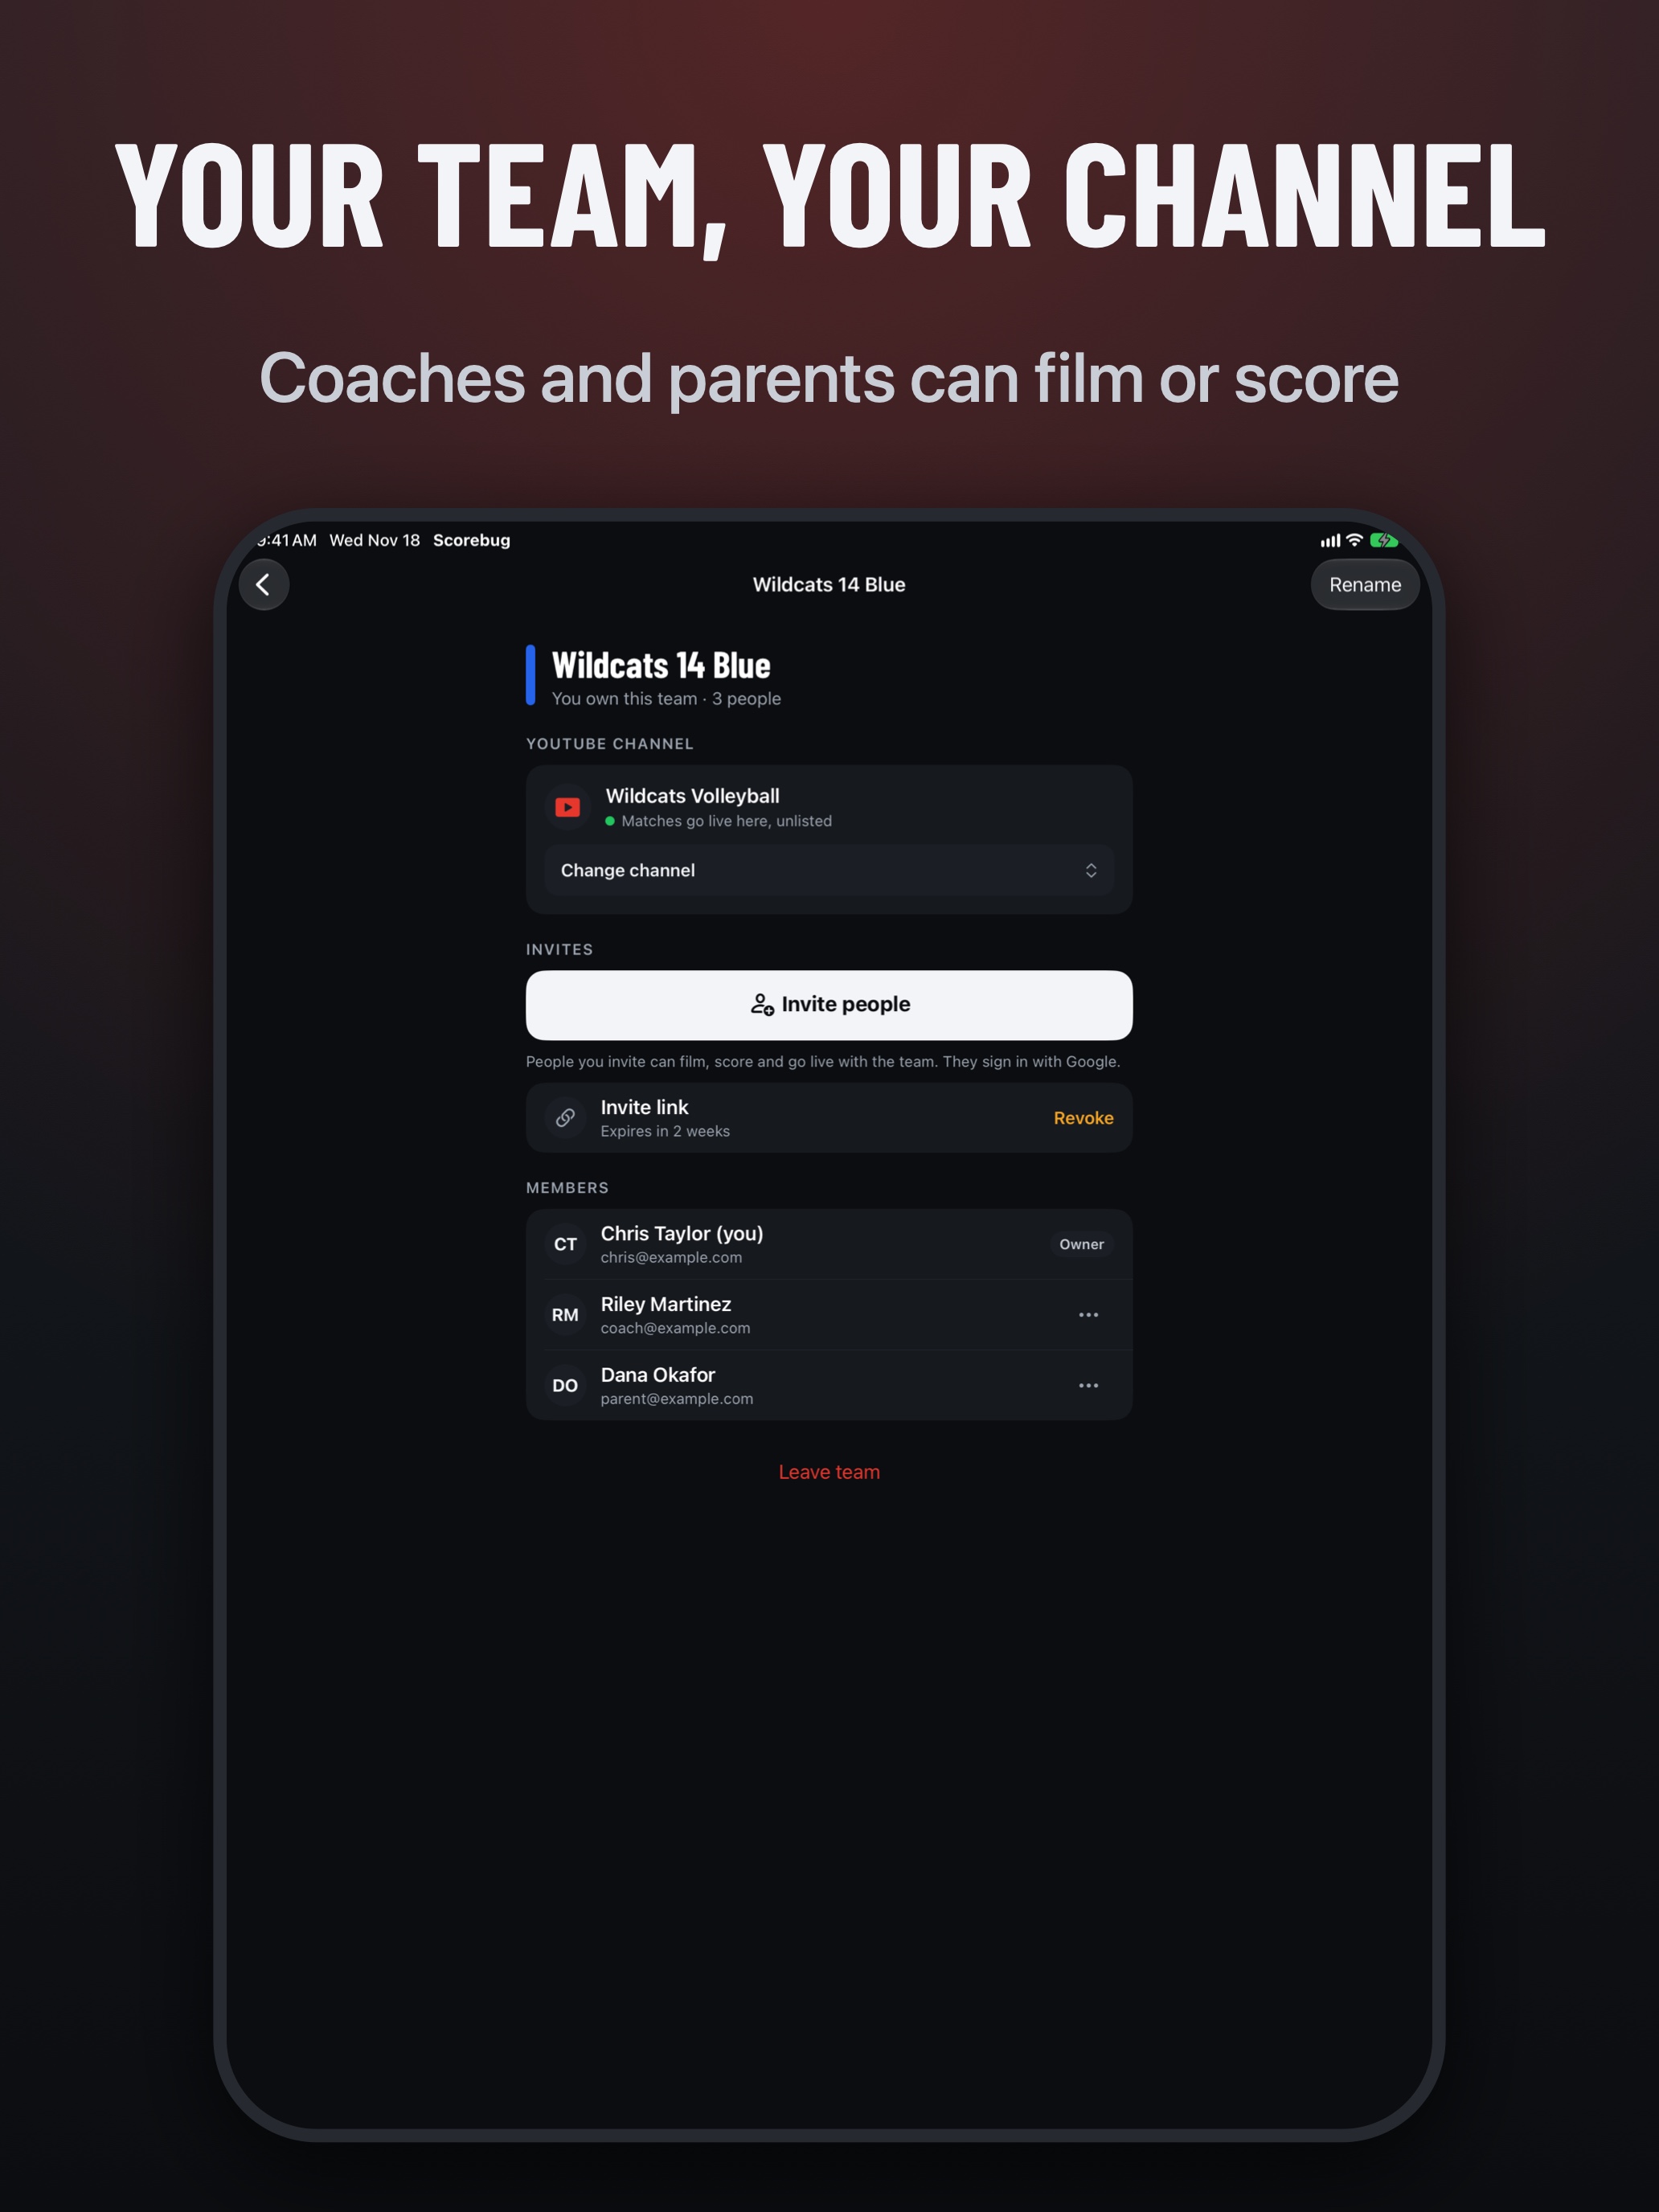 YOUR TEAM, YOUR CHANNEL
Coaches and parents can film or score
9:41 AM Wed Nov 18 Scorebug
Wildcats 14 Blue
Rename
Wildcats 14 Blue
You own this team · 3 people
YOUTUBE CHANNEL
Wildcats Volleyball
Matches go live here, unlisted
Change channel
INVITES
Invite people
People you invite can film, score and go live with the team. They sign in with Google.
Invite link
Expires in 2 weeks
Revoke
MEMBERS
CT
Chris Taylor (you)
chris@example.com
Owner
RM
Riley Martinez
coach@example.com
DO
Dana Okafor
parent@example.com
Leave team